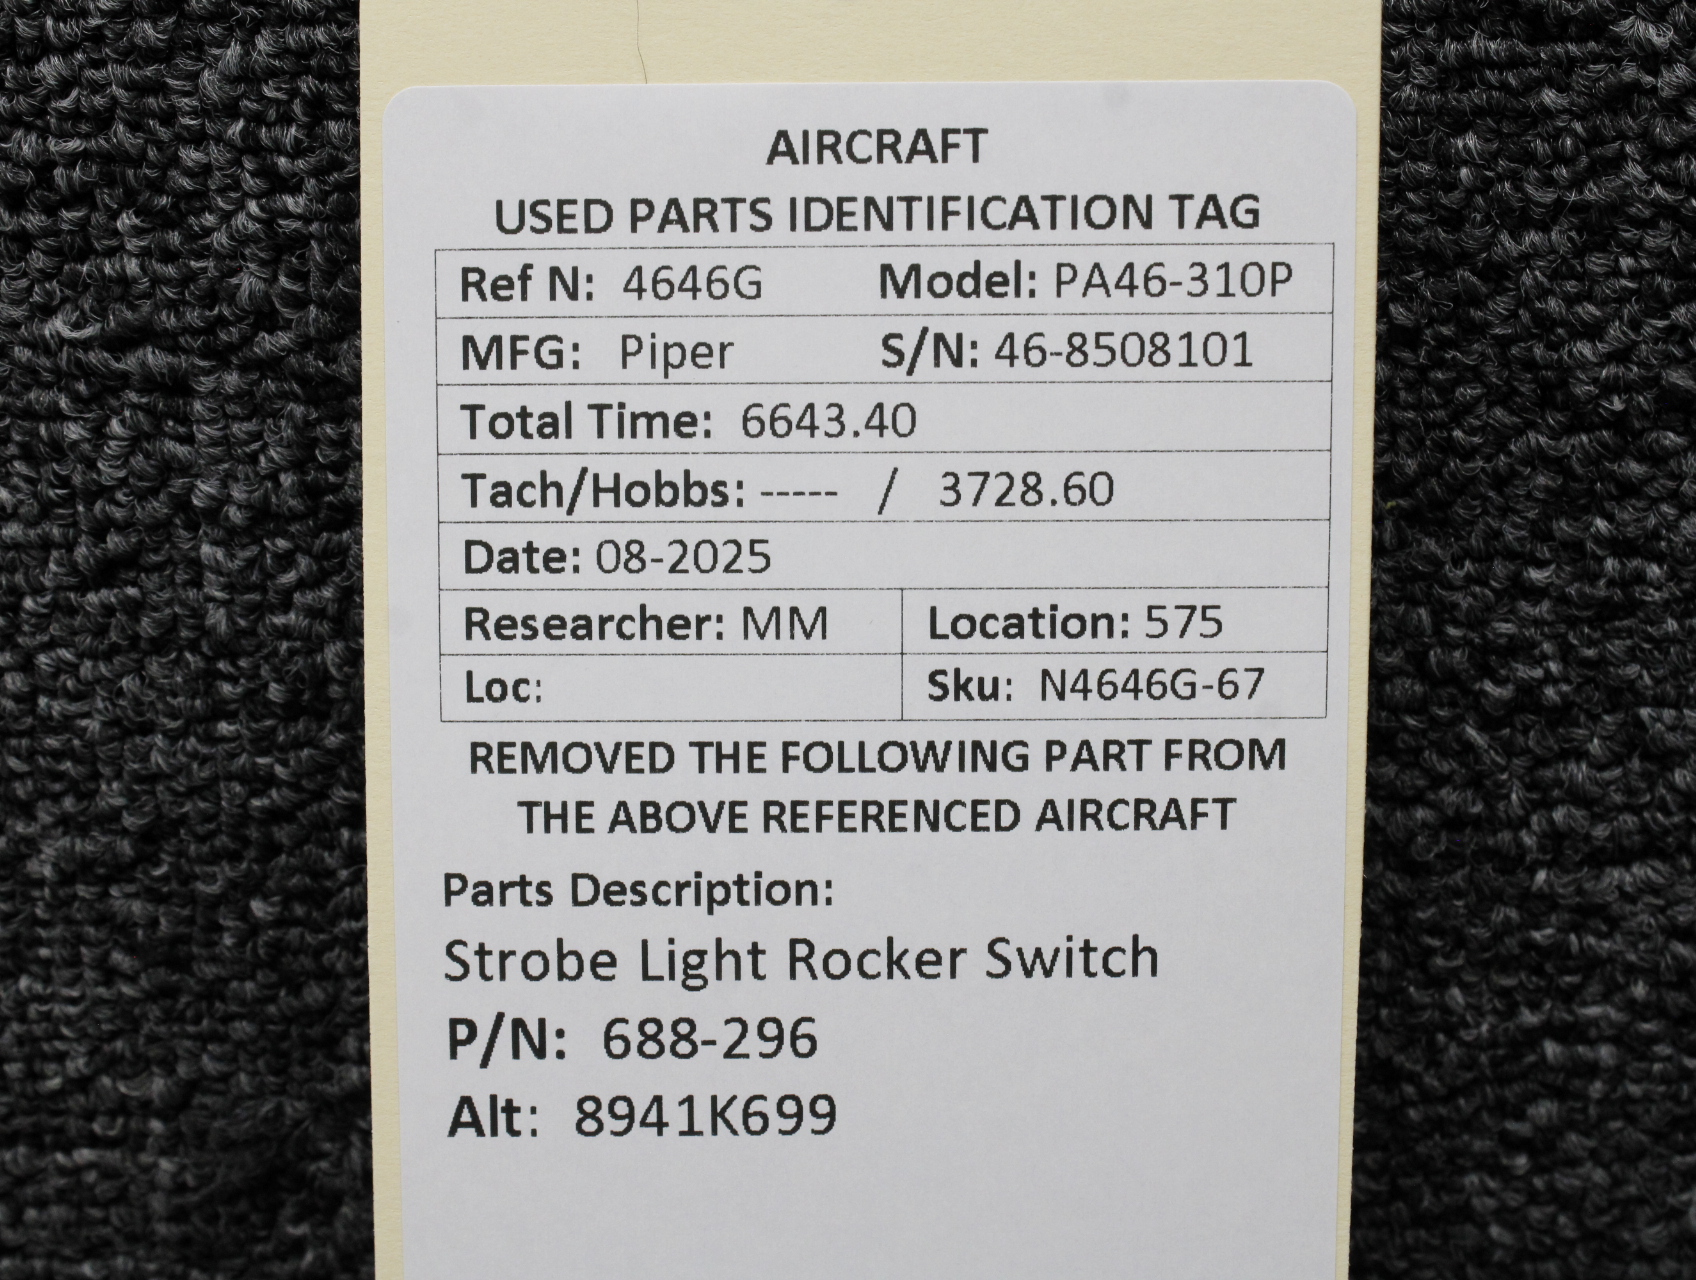 AIRCRAFT
USED PARTS IDENTIFICATION TAG
Ref N: 4646G Model: PA46-310P
MFG: Piper S/N: 46-8508101
Total Time: 6643.40
Tach/Hobbs: ----- / 3728.60
Date: 08-2025
Researcher: MM Location: 575
Loc: Sku: N4646G-67
REMOVED THE FOLLOWING PART FROM
THE ABOVE REFERENCED AIRCRAFT
Parts Description:
Strobe Light Rocker Switch
P/N: 688-296
Alt: 8941K699